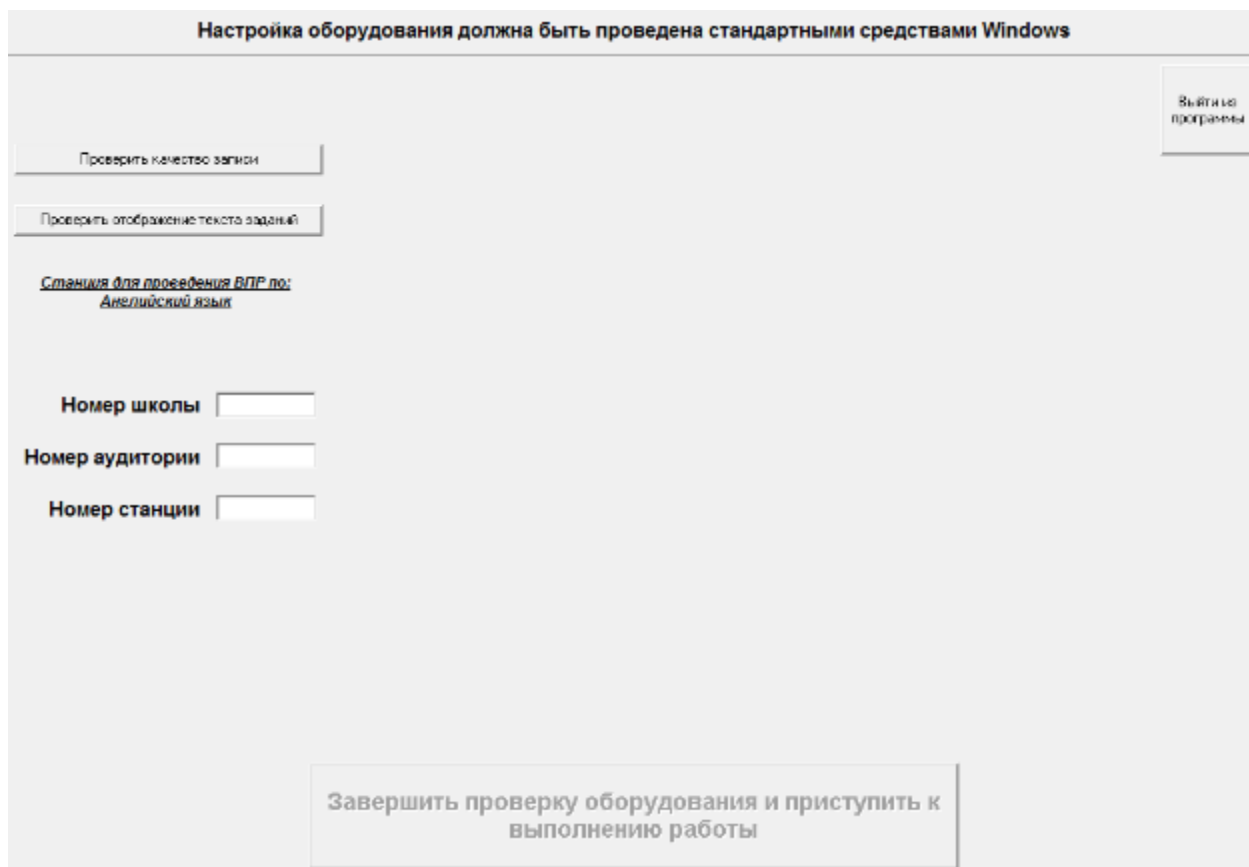 Настройка оборудования должна быть проведена стандартными средствами Windows
Выйти из
программы
Проверить качество записи
Проверить отображение текста заданий
Станция для проведения ВПР по:
Английский язык
Номер школы
Номер аудитории
Номер станции
Завершить проверку оборудования и приступить к
выполнению работы